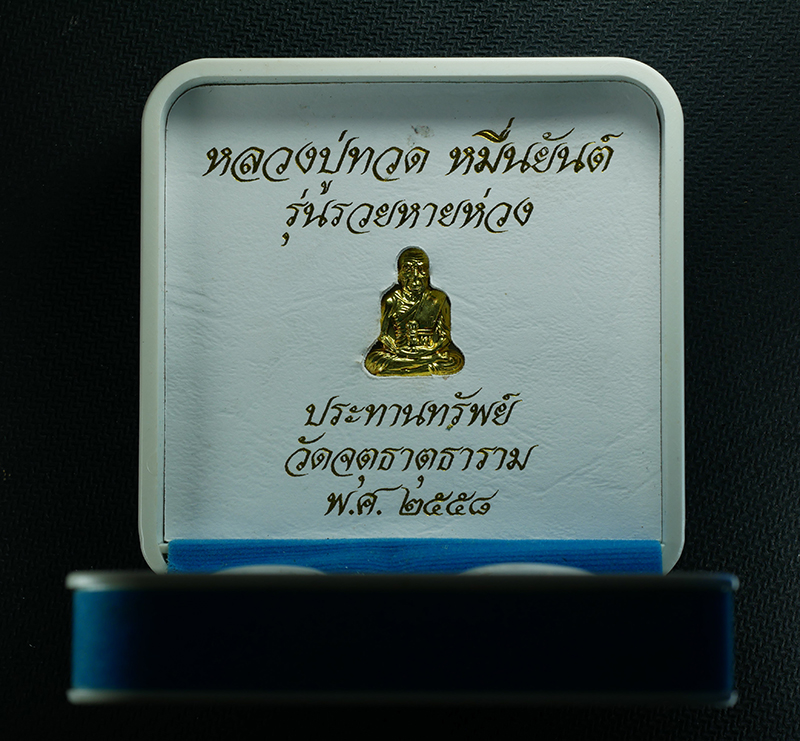 หลวงปู่ทวด หมื่นยันต์
รุ่นรวยหายห่วง
ประทานทรัพย์
วัดจตุธาตุธาราม
พ.ศ. ๒๕๕๘